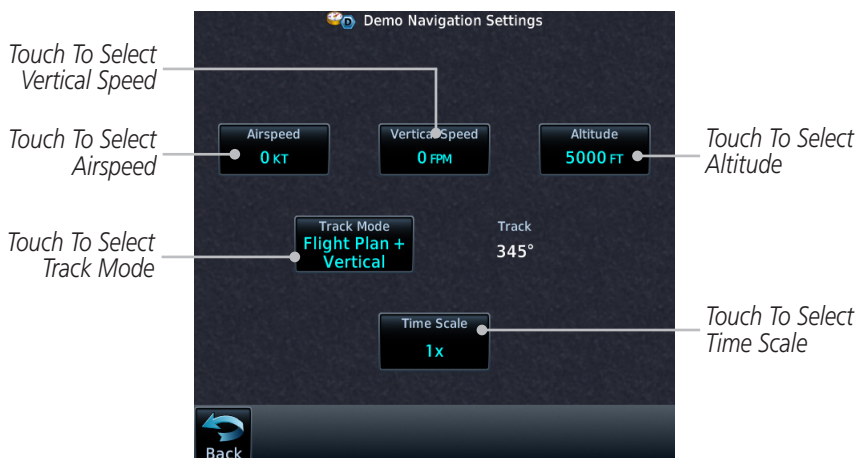 Demo Navigation Settings
Touch To Select
Vertical Speed
Touch To Select
Airspeed
Airspeed
0 KT
Vertical Speed
0 FPM
Altitude
5000 FT
Touch To Select
Altitude
Touch To Select
Track Mode
Track Mode
Flight Plan +
Vertical
Track
345°
Time Scale
1x
Touch To Select
Time Scale
Back